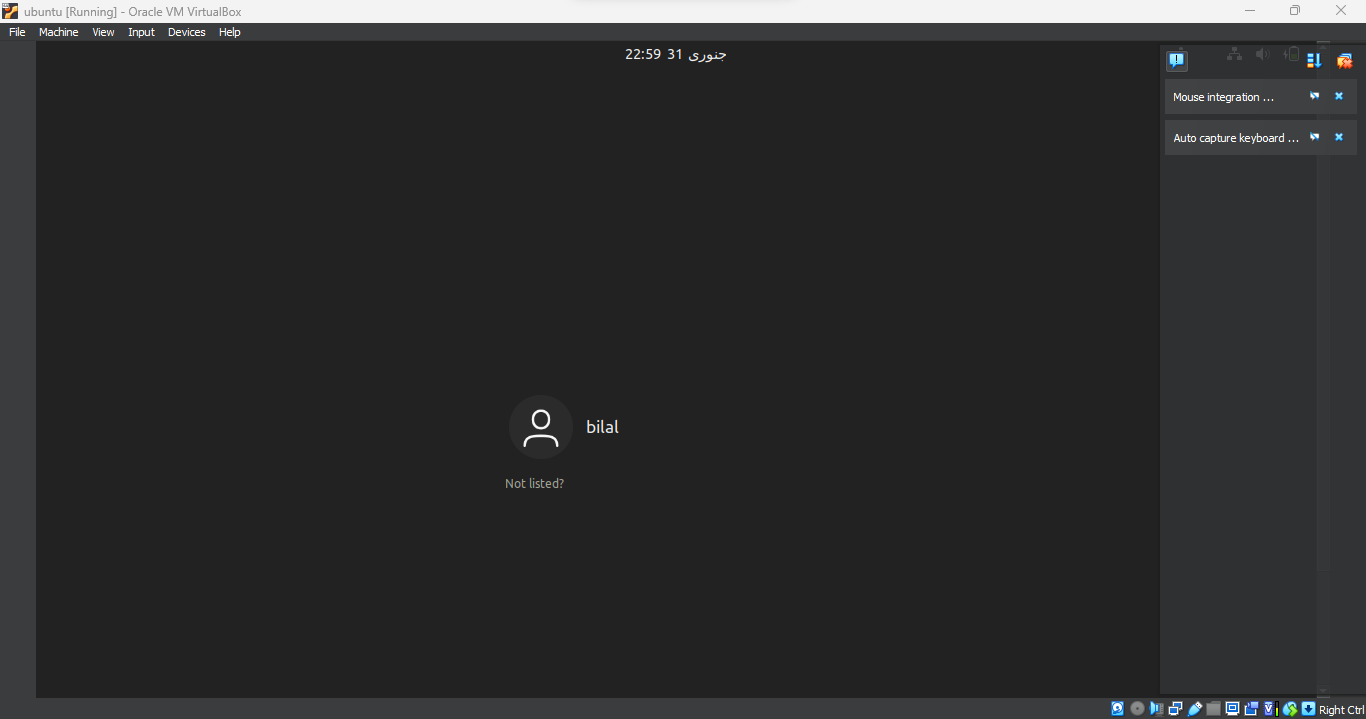 ubuntu [Running] - Oracle VM VirtualBox
File Machine View Input Devices Help
22:59 31 جنوری
Mouse integration ...
Auto capture keyboard ...
bilal
Not listed?
Right Ctrl